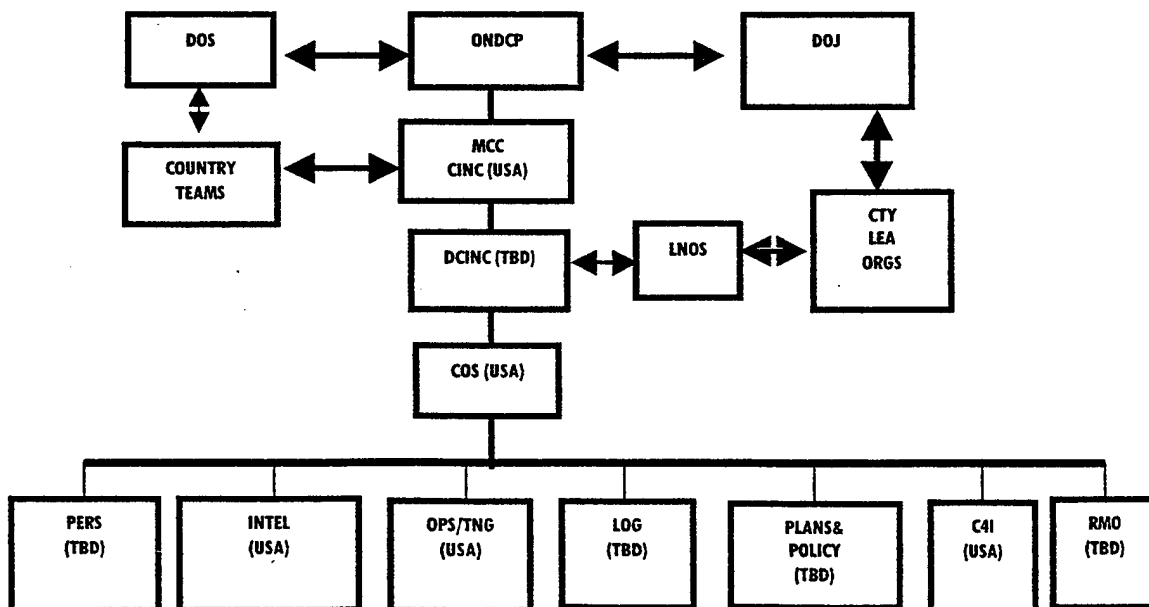 DOS
ONDCP
DOJ
COUNTRY
TEAMS
MCC
CINC (USA)
CTY
LEA
ORGS
DCINC (TBD)
LNOS
COS (USA)
PERS
(TBD)
INTEL
(USA)
OPS/TNG
(USA)
LOG
(TBD)
PLANS&
POLICY
(TBD)
C4I
(USA)
RMO
(TBD)